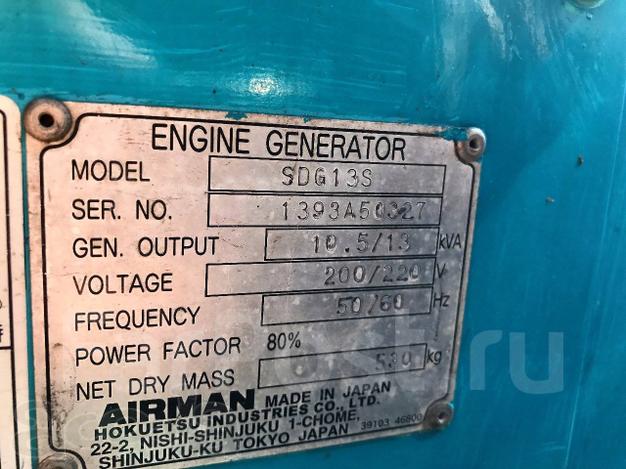 ENGINE GENERATOR
MODEL SDG13S
SER. NO. 1393A50327
GEN. OUTPUT 10.5/13 kVA
VOLTAGE 200/220 V
FREQUENCY 50/60 Hz
POWER FACTOR 80%
NET DRY MASS 530 kg
AIRMAN MADE IN JAPAN
HOKUETSU INDUSTRIES CO., LTD.
22-2, NISHI-SHINJUKU 1-CHOME,
SHINJUKU-KU TOKYO JAPAN 39103 46800